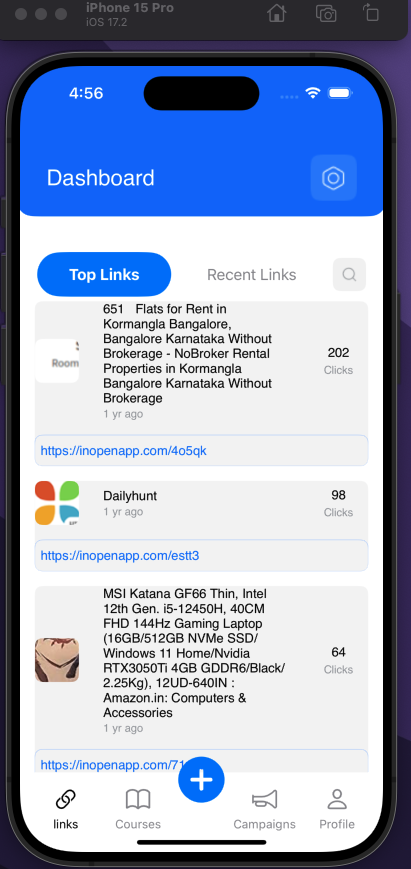 iPhone 15 Pro
iOS 17.2
4:56
Dashboard
Top Links
Recent Links
651 Flats for Rent in
Kormangla Bangalore,
Bangalore Karnataka Without
Brokerage - NoBroker Rental
Properties in Kormangla
Bangalore Karnataka Without
Brokerage
1 yr ago
Room
202
Clicks
https://inopenapp.com/4o5qk
Dailyhunt
1 yr ago
98
Clicks
https://inopenapp.com/estt3
MSI Katana GF66 Thin, Intel
12th Gen. i5-12450H, 40CM
FHD 144Hz Gaming Laptop
(16GB/512GB NVMe SSD/
Windows 11 Home/Nvidia
RTX3050Ti 4GB GDDR6/Black/
2.25Kg), 12UD-640IN :
Amazon.in: Computers &
Accessories
1 yr ago
64
Clicks
https://inopenapp.com/71
links
Courses
Campaigns
Profile